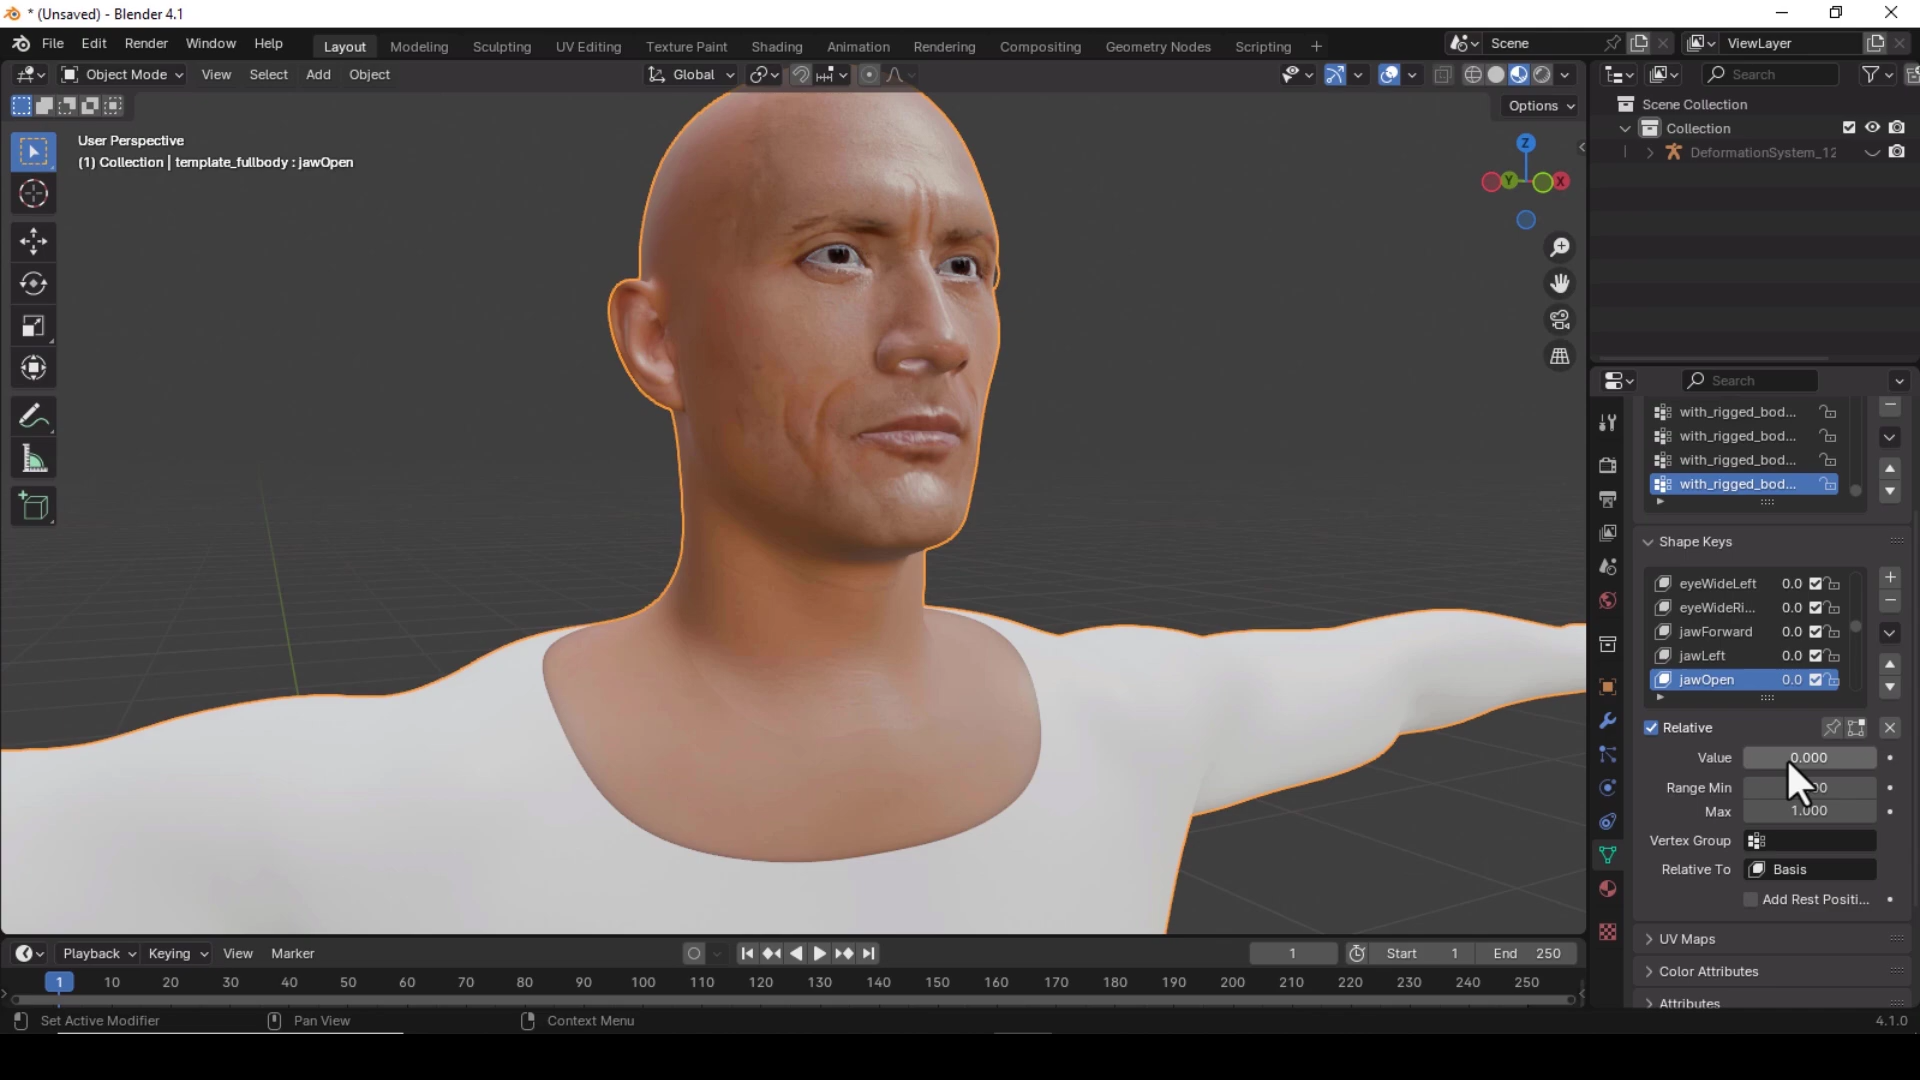 * (Unsaved) - Blender 4.1
File Edit Render Window Help Layout Modeling Sculpting UV Editing Texture Paint Shading Animation Rendering Compositing Geometry Nodes Scripting + Scene ViewLayer
Object Mode View Select Add Object Global Search
Options
User Perspective
(1) Collection | template_fullbody : jawOpen
Z
Y X
Scene Collection
Collection
DeformationSystem_12
Search
with_rigged_bod...
with_rigged_bod...
with_rigged_bod...
with_rigged_bod...
Shape Keys
eyeWideLeft 0.0
eyeWideRi... 0.0
jawForward 0.0
jawLeft 0.0
jawOpen 0.0
Relative
Value 0.000
Range Min
Max 1.000
Vertex Group
Relative To Basis
Add Rest Positi...
UV Maps
Color Attributes
Attributes
Playback Keying View Marker 1 Start 1 End 250
1 10 20 30 40 50 60 70 80 90 100 110 120 130 140 150 160 170 180 190 200 210 220 230 240 250
Set Active Modifier Pan View Context Menu 4.1.0